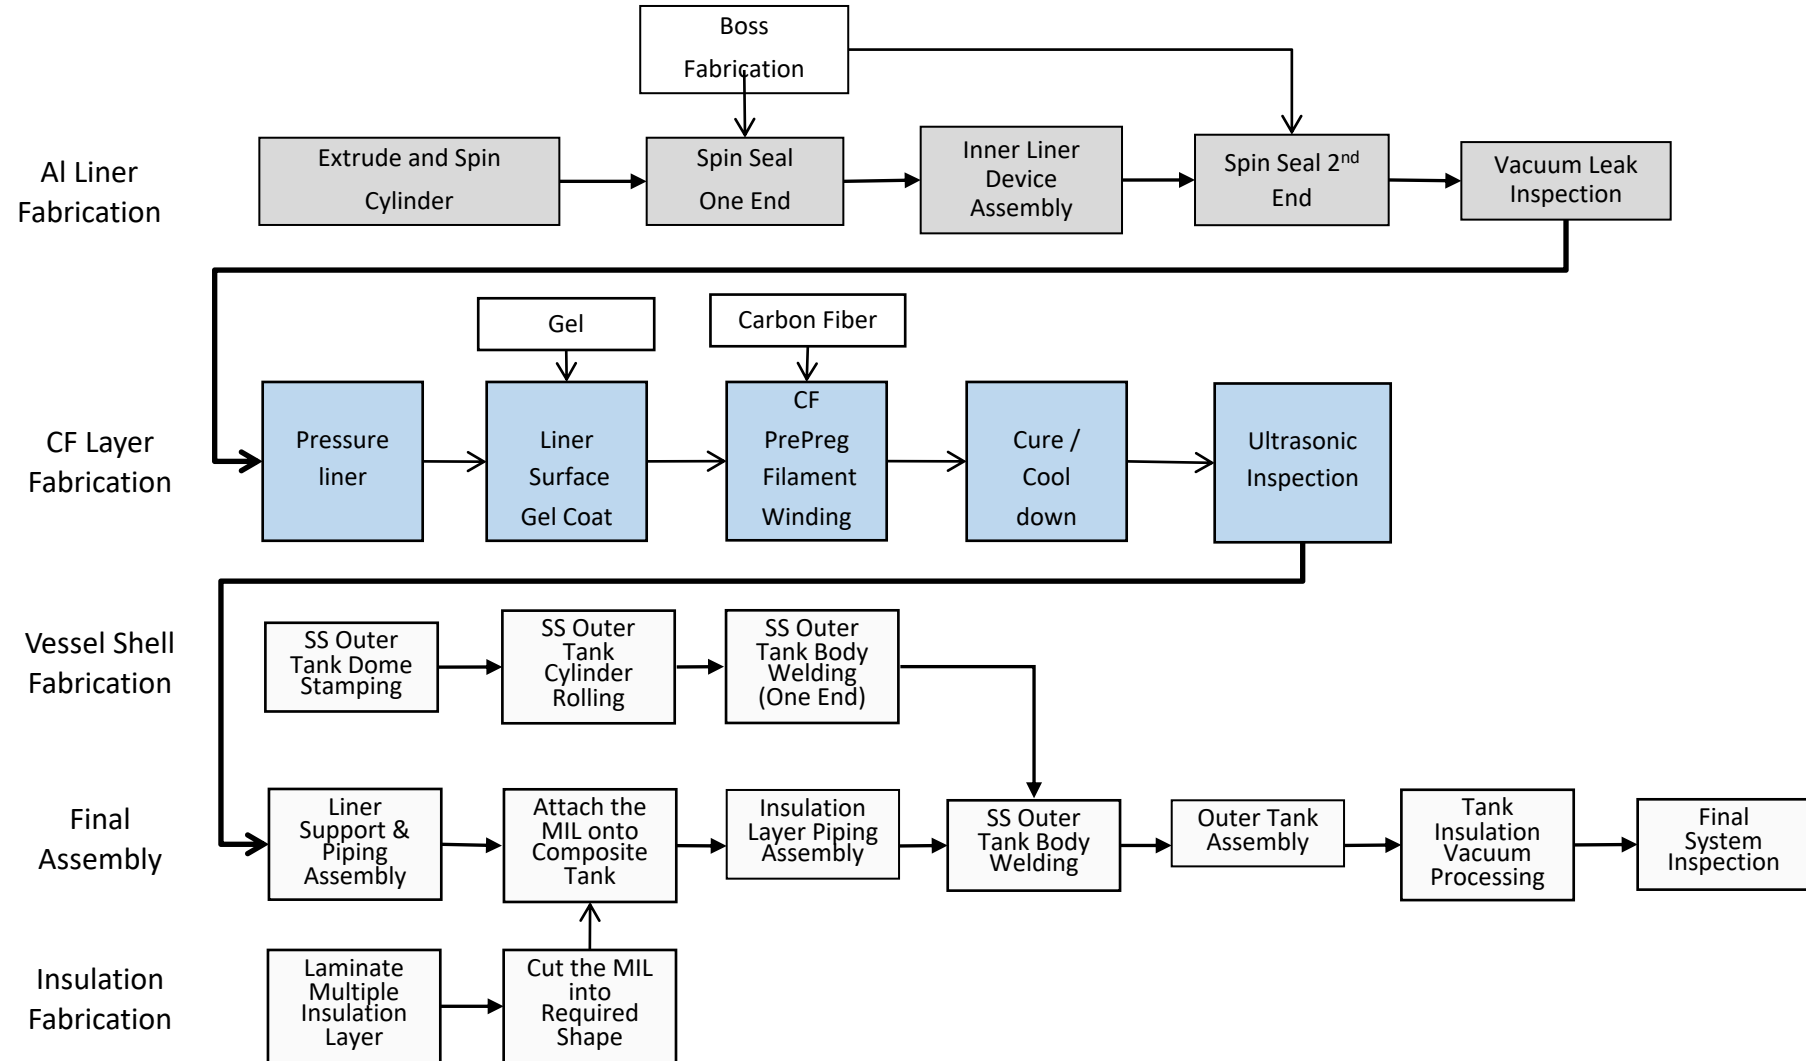 Boss
Fabrication
Al Liner
Fabrication
Extrude and Spin
Cylinder
Spin Seal
One End
Inner Liner
Device
Assembly
Spin Seal 2nd
End
Vacuum Leak
Inspection
Gel
Carbon Fiber
CF Layer
Fabrication
Pressure
liner
Liner
Surface
Gel Coat
CF
PrePreg
Filament
Winding
Cure /
Cool
down
Ultrasonic
Inspection
Vessel Shell
Fabrication
SS Outer
Tank Dome
Stamping
SS Outer
Tank
Cylinder
Rolling
SS Outer
Tank Body
Welding
(One End)
Final
Assembly
Liner
Support &
Piping
Assembly
Attach the
MIL onto
Composite
Tank
Insulation
Layer Piping
Assembly
SS Outer
Tank Body
Welding
Outer Tank
Assembly
Tank
Insulation
Vacuum
Processing
Final
System
Inspection
Insulation
Fabrication
Laminate
Multiple
Insulation
Layer
Cut the MIL
into
Required
Shape